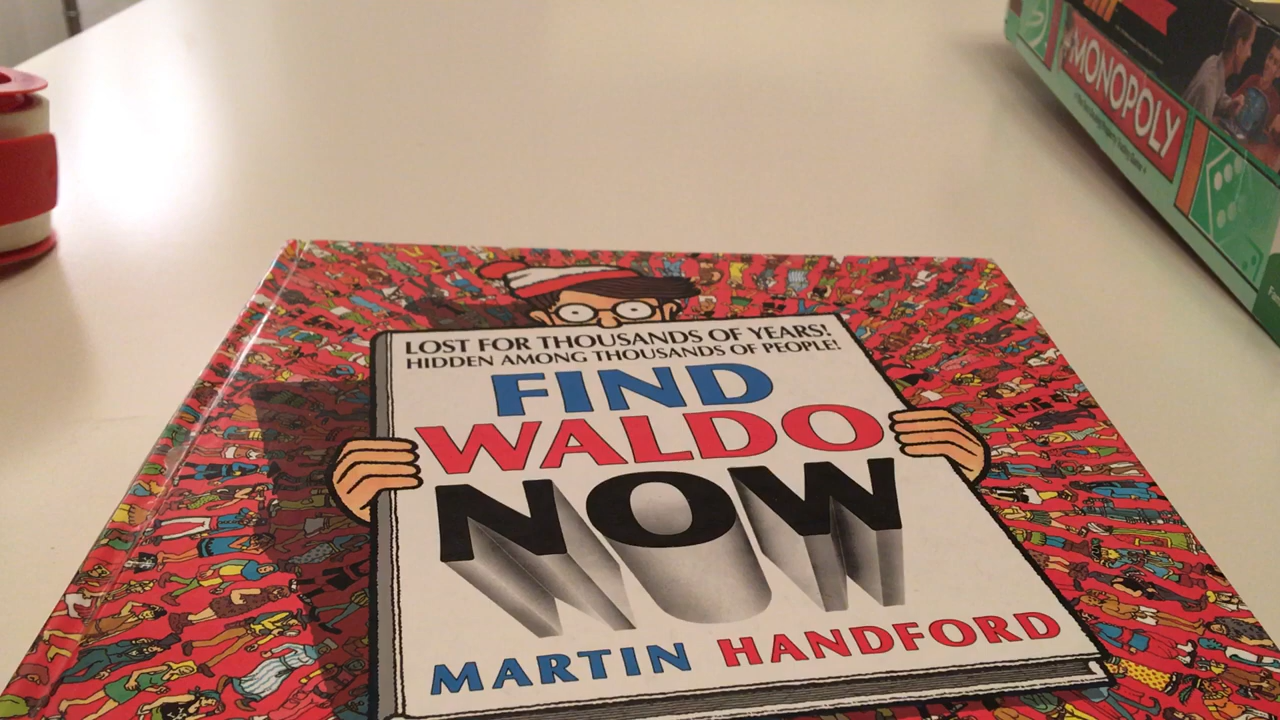 LOST FOR THOUSANDS OF YEARS!
HIDDEN AMONG THOUSANDS OF PEOPLE!
FIND
WALDO
NOW
MARTIN HANDFORD
MONOPOLY